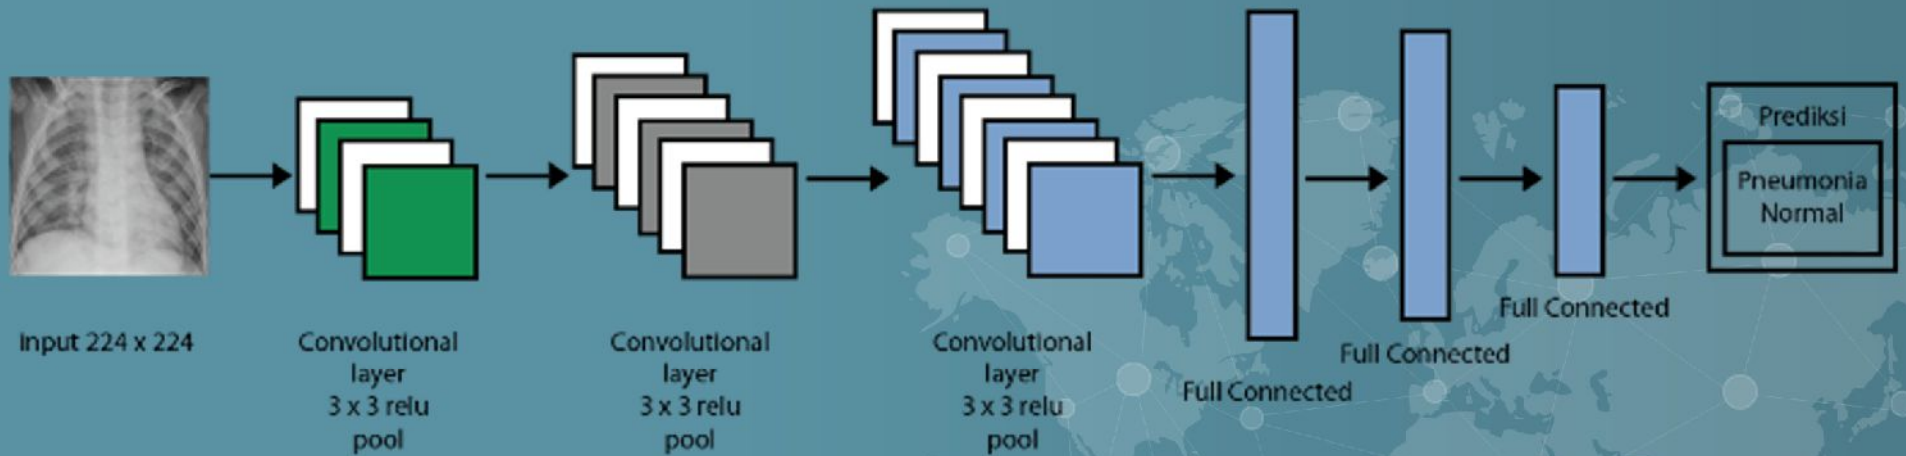 Input 224 x 224
Convolutional
layer
3 x 3 relu
pool
Convolutional
layer
3 x 3 relu
pool
Convolutional
layer
3 x 3 relu
pool
Full Connected
Full Connected
Full Connected
Prediksi
Pneumonia
Normal